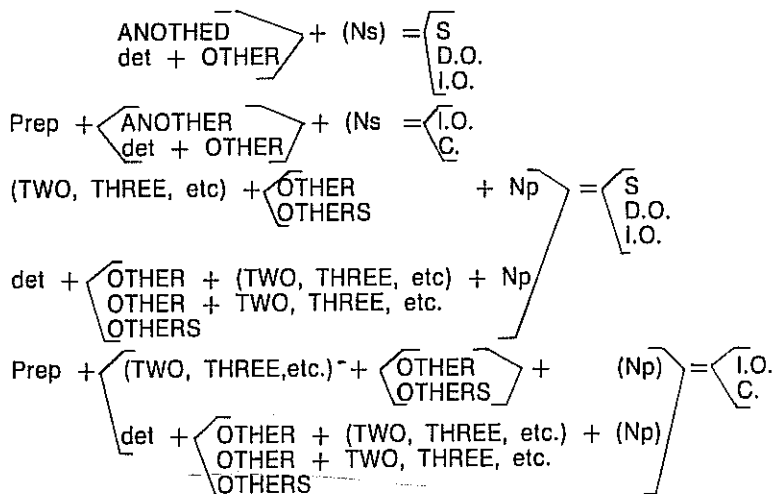 ANOTHED + (Ns) = S
det + OTHER D.O.
I.O.
Prep + ANOTHER + (Ns = I.O.
det + OTHER C.
(TWO, THREE, etc) + OTHER + Np = S
OTHERS D.O.
I.O.
det + OTHER + (TWO, THREE, etc) + Np
OTHER + TWO, THREE, etc.
OTHERS
Prep + (TWO, THREE,etc.) + OTHER + (Np) = I.O.
OTHERS C.
det + OTHER + (TWO, THREE, etc.) + (Np)
OTHER + TWO, THREE, etc.
OTHERS